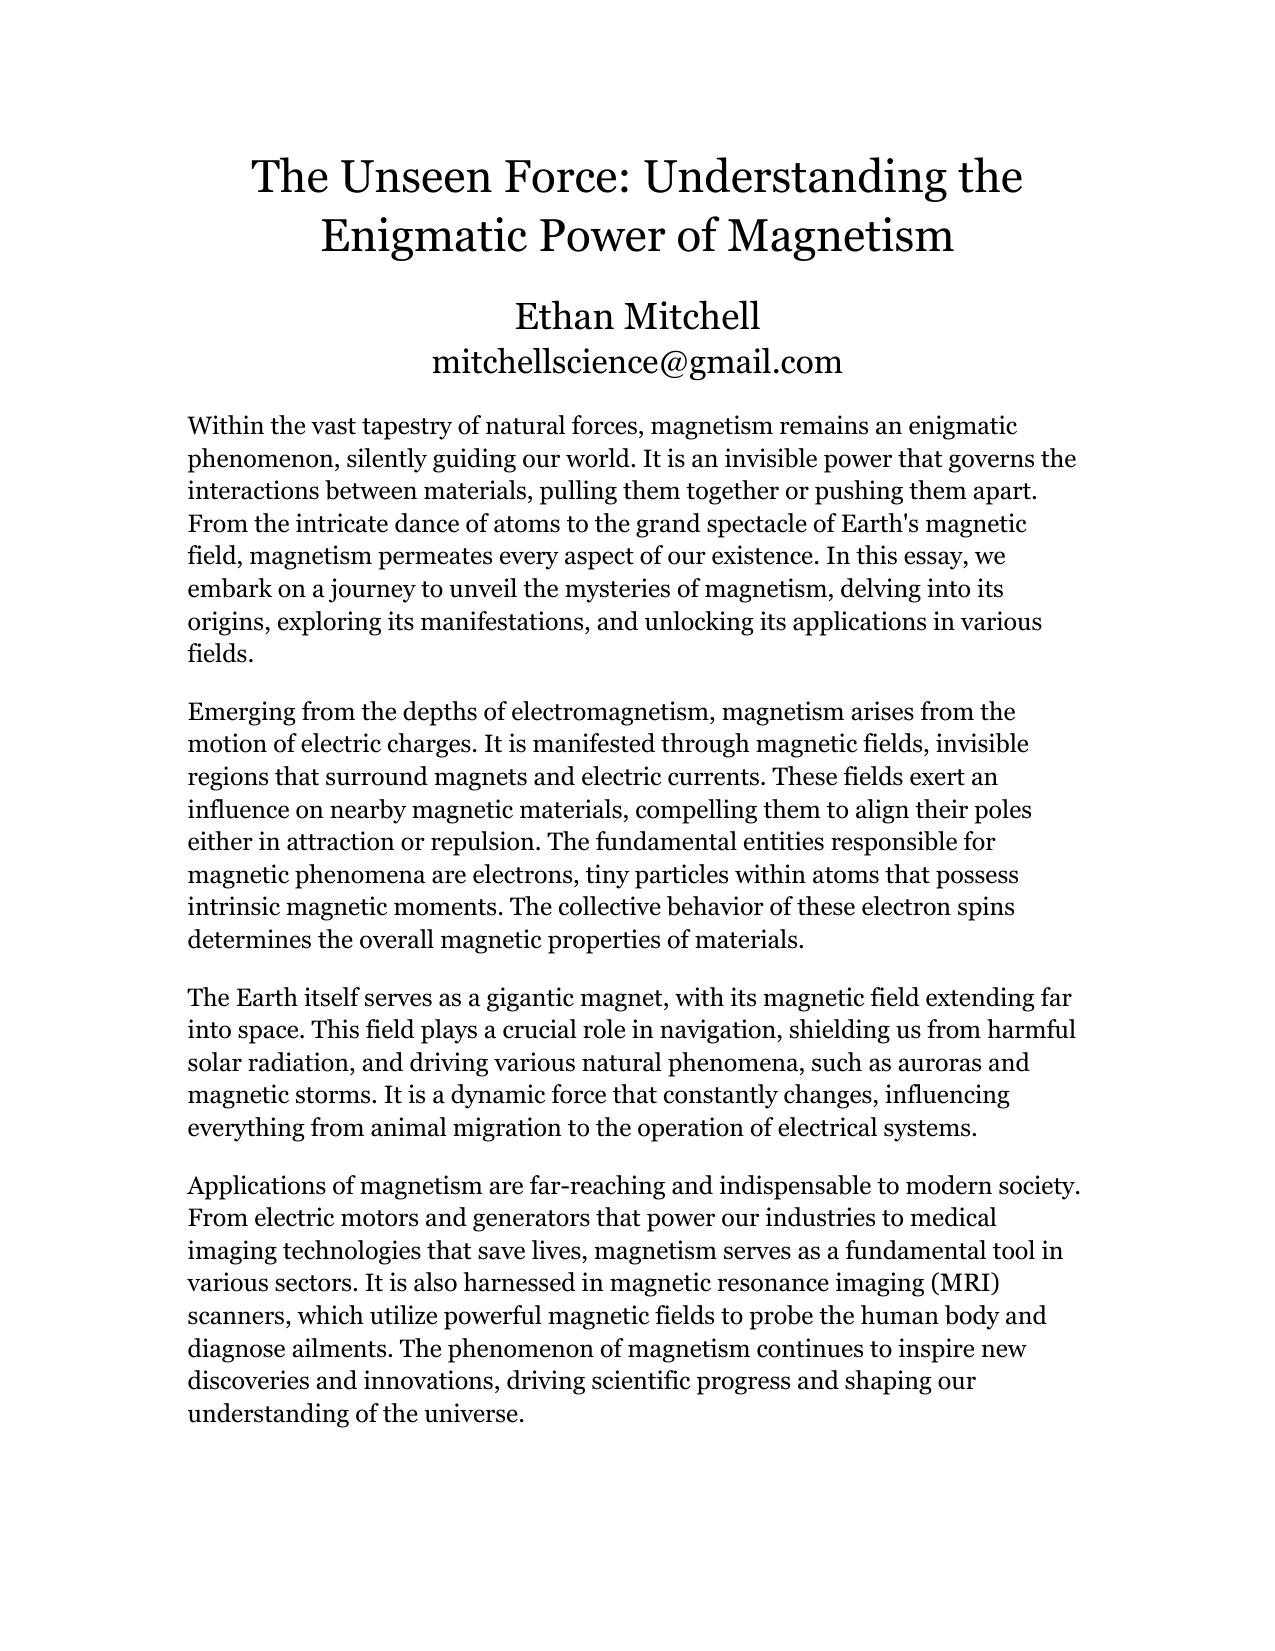 The Unseen Force: Understanding the
Enigmatic Power of Magnetism
Ethan Mitchell
mitchellscience@gmail.com
Within the vast tapestry of natural forces, magnetism remains an enigmatic
phenomenon, silently guiding our world. It is an invisible power that governs the
interactions between materials, pulling them together or pushing them apart.
From the intricate dance of atoms to the grand spectacle of Earth's magnetic
field, magnetism permeates every aspect of our existence. In this essay, we
embark on a journey to unveil the mysteries of magnetism, delving into its
origins, exploring its manifestations, and unlocking its applications in various
fields.
Emerging from the depths of electromagnetism, magnetism arises from the
motion of electric charges. It is manifested through magnetic fields, invisible
regions that surround magnets and electric currents. These fields exert an
influence on nearby magnetic materials, compelling them to align their poles
either in attraction or repulsion. The fundamental entities responsible for
magnetic phenomena are electrons, tiny particles within atoms that possess
intrinsic magnetic moments. The collective behavior of these electron spins
determines the overall magnetic properties of materials.
The Earth itself serves as a gigantic magnet, with its magnetic field extending far
into space. This field plays a crucial role in navigation, shielding us from harmful
solar radiation, and driving various natural phenomena, such as auroras and
magnetic storms. It is a dynamic force that constantly changes, influencing
everything from animal migration to the operation of electrical systems.
Applications of magnetism are far-reaching and indispensable to modern society.
From electric motors and generators that power our industries to medical
imaging technologies that save lives, magnetism serves as a fundamental tool in
various sectors. It is also harnessed in magnetic resonance imaging (MRI)
scanners, which utilize powerful magnetic fields to probe the human body and
diagnose ailments. The phenomenon of magnetism continues to inspire new
discoveries and innovations, driving scientific progress and shaping our
understanding of the universe.